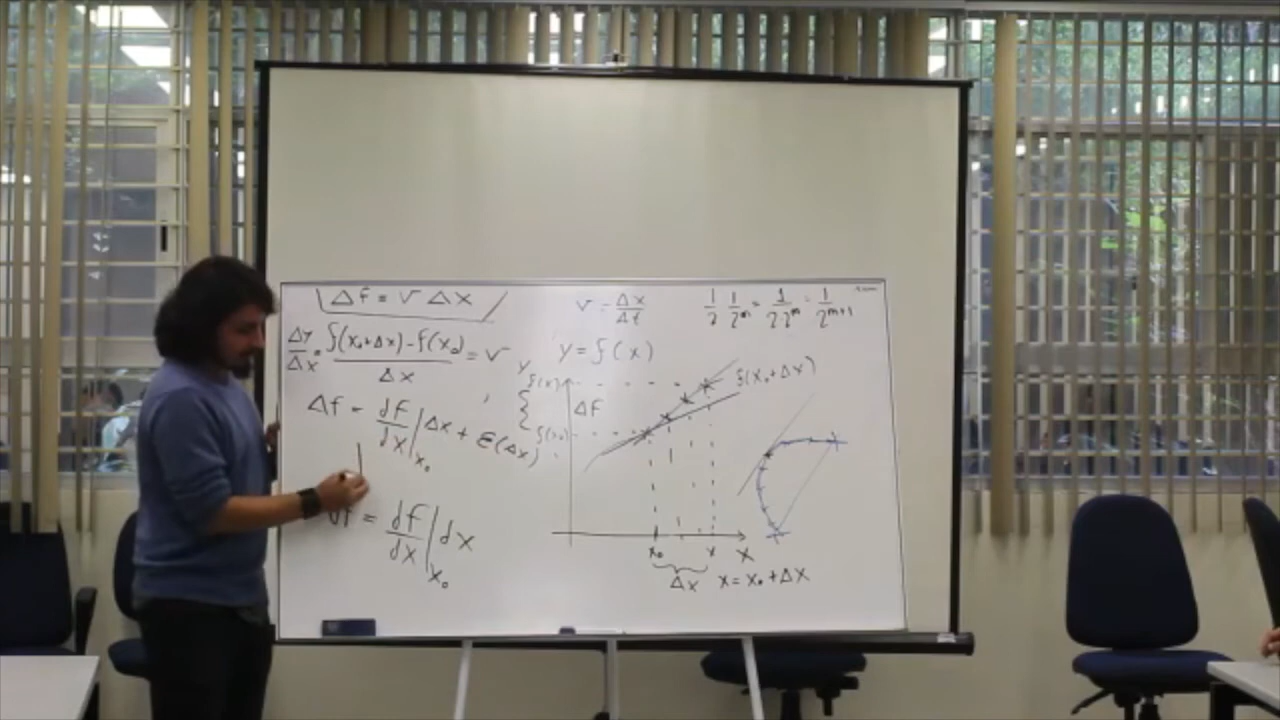 Δf = v Δx
v = Δx/Δt
1/2 1/2^m = 1/2·2^m = 1/2^(m+1)
Δy/Δx = f(x₀+Δx) - f(x₀)/Δx = v
y = f(x)
y
f(x)
f(x₀+Δx)
ΔF
f(x₀)
Δf = df/dx|x₀ Δx + ε(Δx)
df = df/dx|x₀ dx
x₀ x X
Δx x = x₀ + Δx